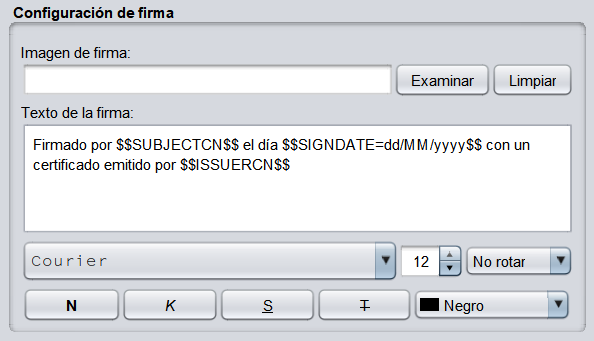 Configuración de firma
Imagen de firma:
Examinar Limpiar
Texto de la firma:
Firmado por $$SUBJECTCN$$ el día $$SIGNDATE=dd/MM/yyyy$$ con un
certificado emitido por $$ISSUERCN$$
Courier 12 No rotar
N K S T Negro